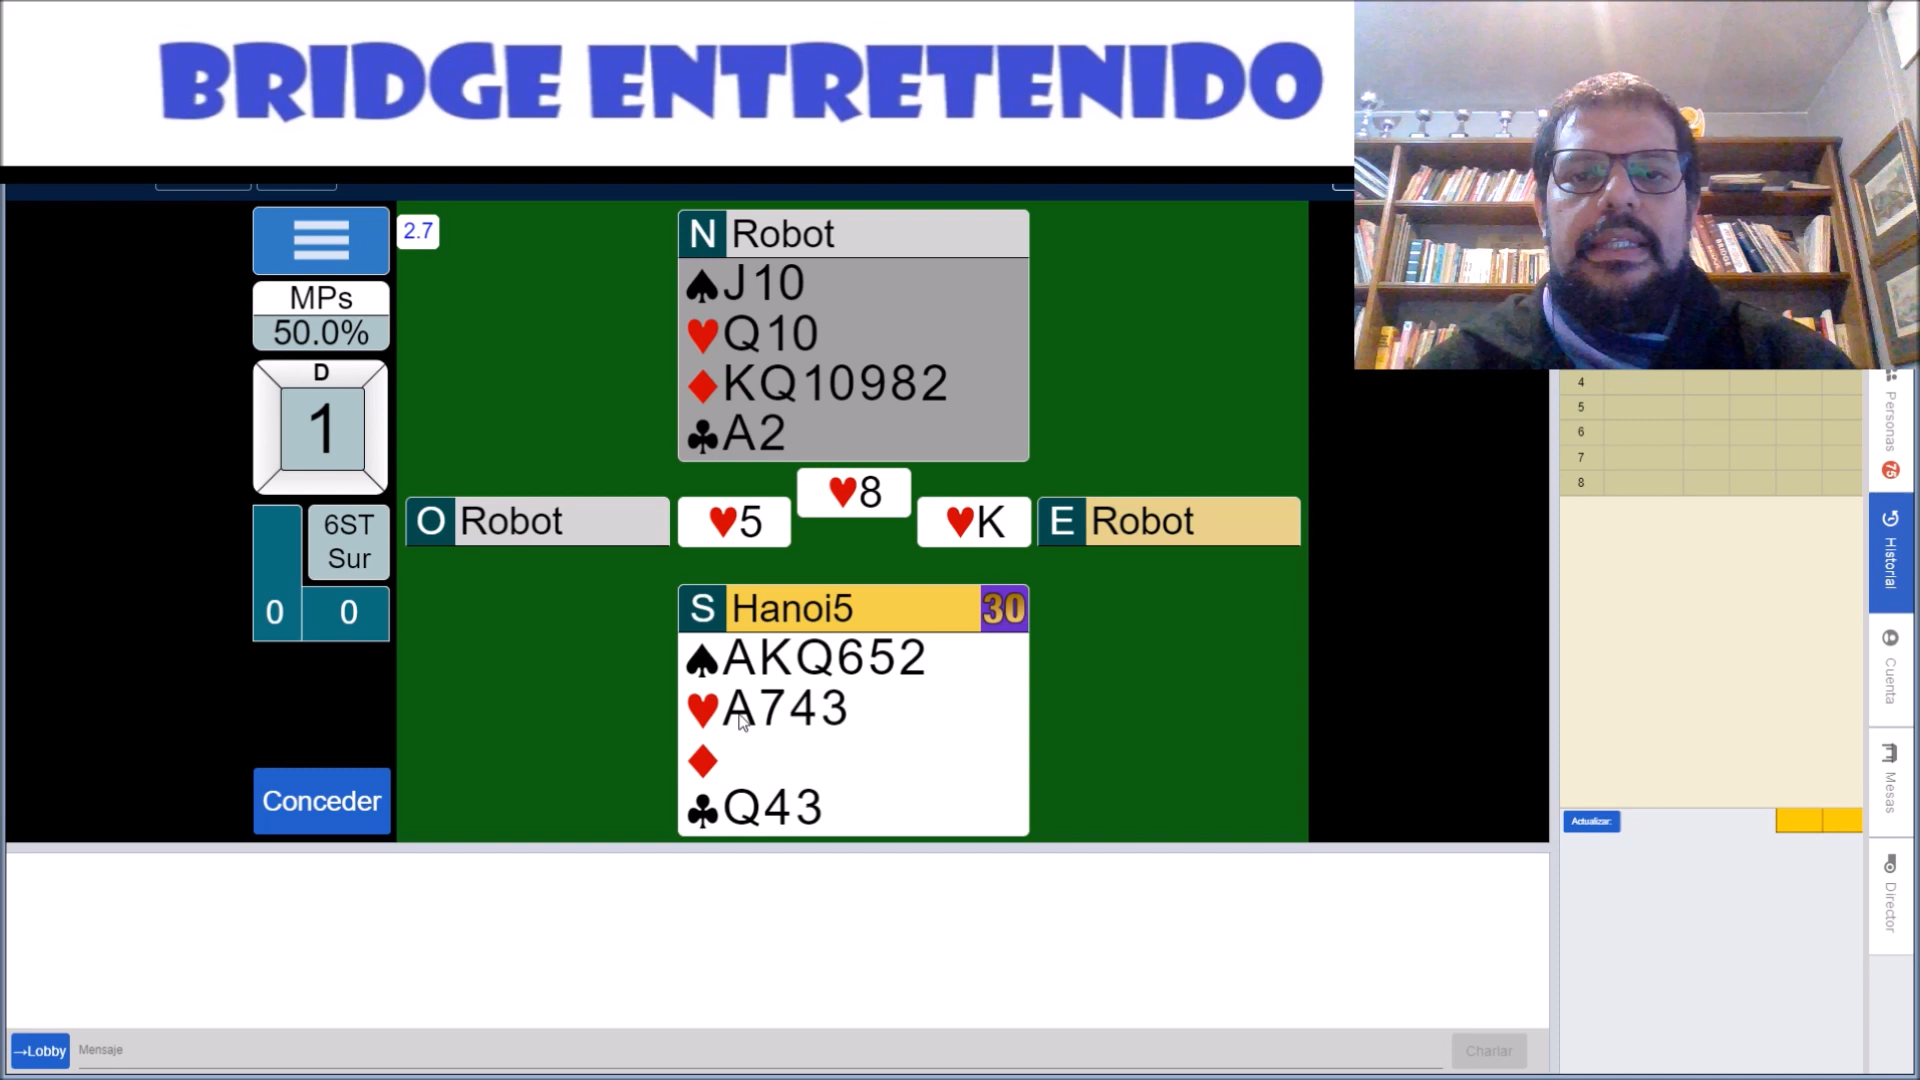 BRIDGE ENTRETENIDO
2.7
N Robot
MPs
50.0%
♠J10
♥Q10
♦KQ10982
♣A2
D
1
♥8
O Robot
♥5
♥K
E Robot
6ST
Sur
0
0
S Hanoi5 30
♠AKQ652
♥A743
♦
♣Q43
Conceder
4
5
6
7
8
Personas
75
Historial
Cuenta
Mesas
Director
Actualizar:
→Lobby
Mensaje
Charlar
BRIDGE